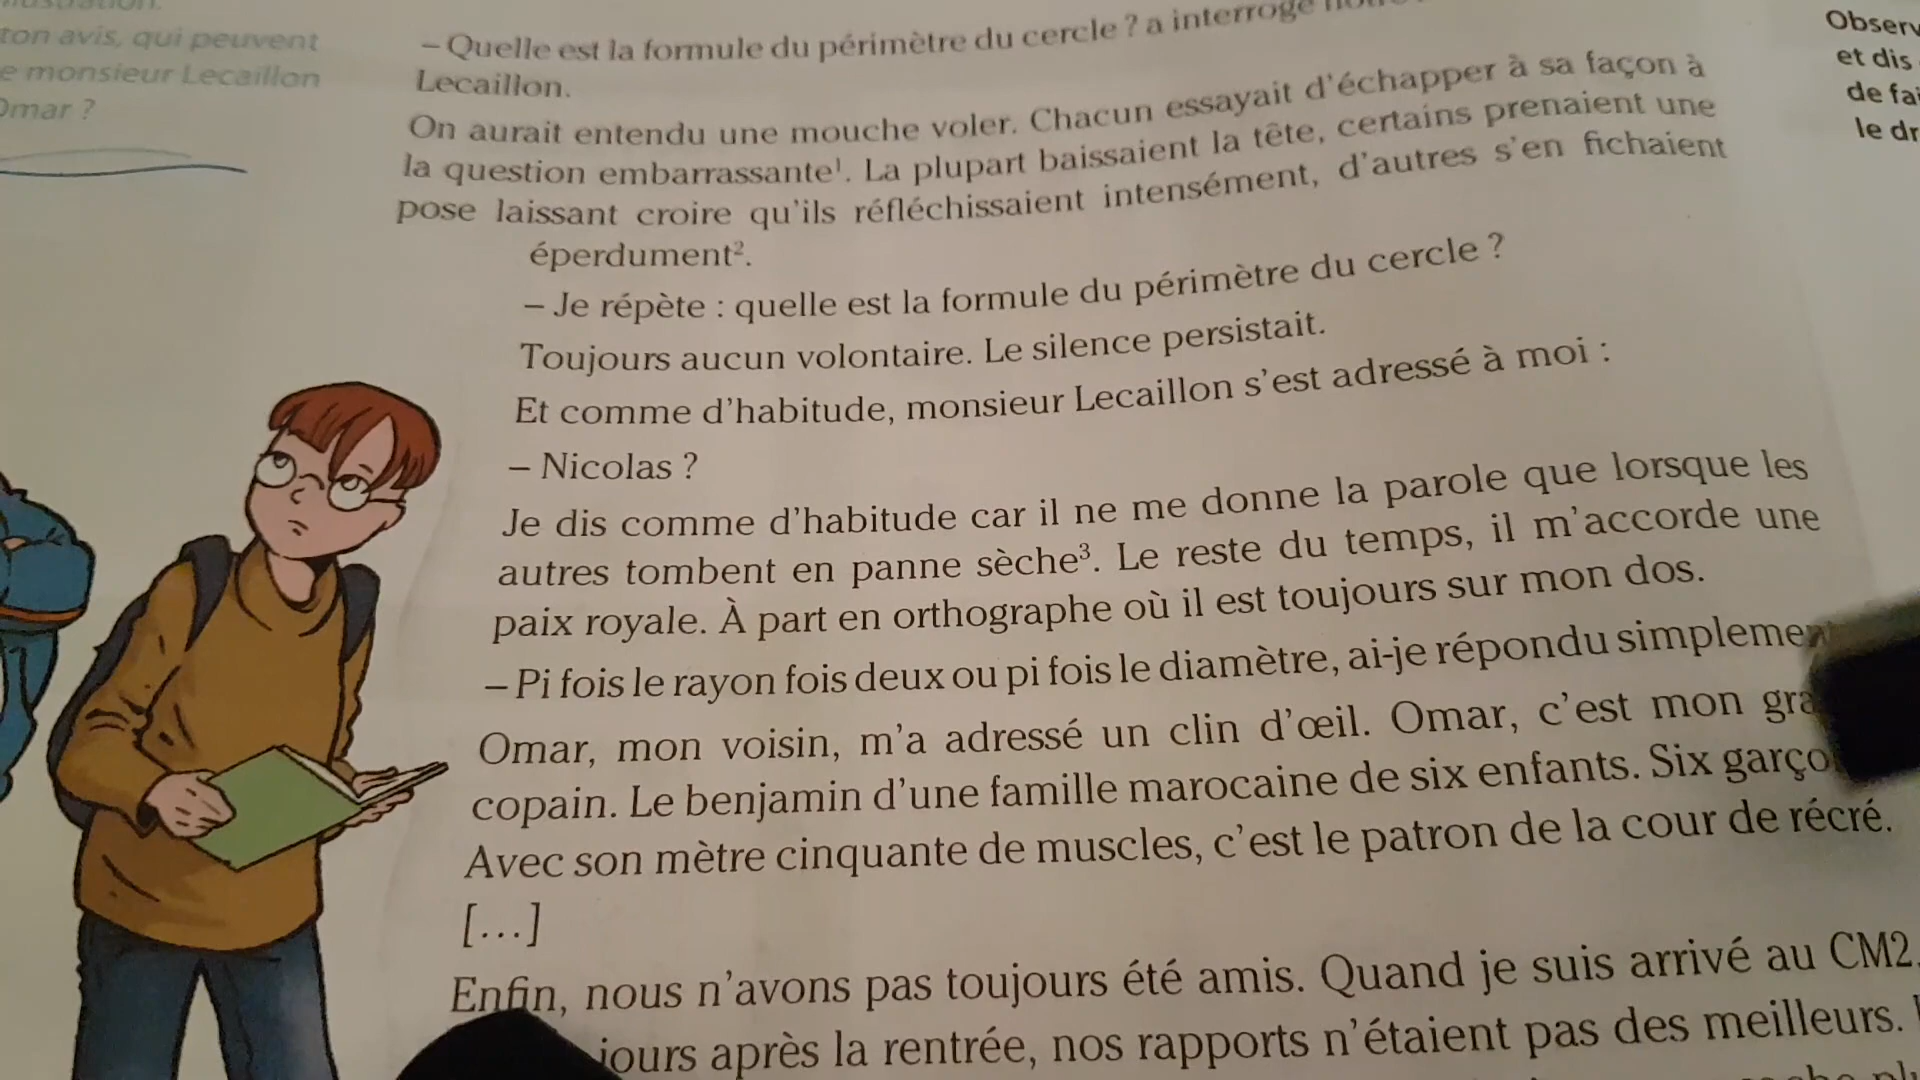 ton avis, qui peuvent
e monsieur Lecaillon
Omar ?
– Quelle est la formule du périmètre du cercle ? a interrogé
Lecaillon.
On aurait entendu une mouche voler. Chacun essayait d'échapper à sa façon à
la question embarrassante¹. La plupart baissaient la tête, certains prenaient une
pose laissant croire qu'ils réfléchissaient intensément, d'autres s'en fichaient
éperdument².
– Je répète : quelle est la formule du périmètre du cercle ?
Toujours aucun volontaire. Le silence persistait.
Et comme d'habitude, monsieur Lecaillon s'est adressé à moi :
– Nicolas ?
Je dis comme d'habitude car il ne me donne la parole que lorsque les
autres tombent en panne sèche³. Le reste du temps, il m'accorde une
paix royale. À part en orthographe où il est toujours sur mon dos.
– Pi fois le rayon fois deux ou pi fois le diamètre, ai-je répondu simplemen
Omar, mon voisin, m'a adressé un clin d'œil. Omar, c'est mon gra
copain. Le benjamin d'une famille marocaine de six enfants. Six garço
Avec son mètre cinquante de muscles, c'est le patron de la cour de récré.
[...]
Enfin, nous n'avons pas toujours été amis. Quand je suis arrivé au CM2,
jours après la rentrée, nos rapports n'étaient pas des meilleurs.
Observ
et dis
de fai
le dr